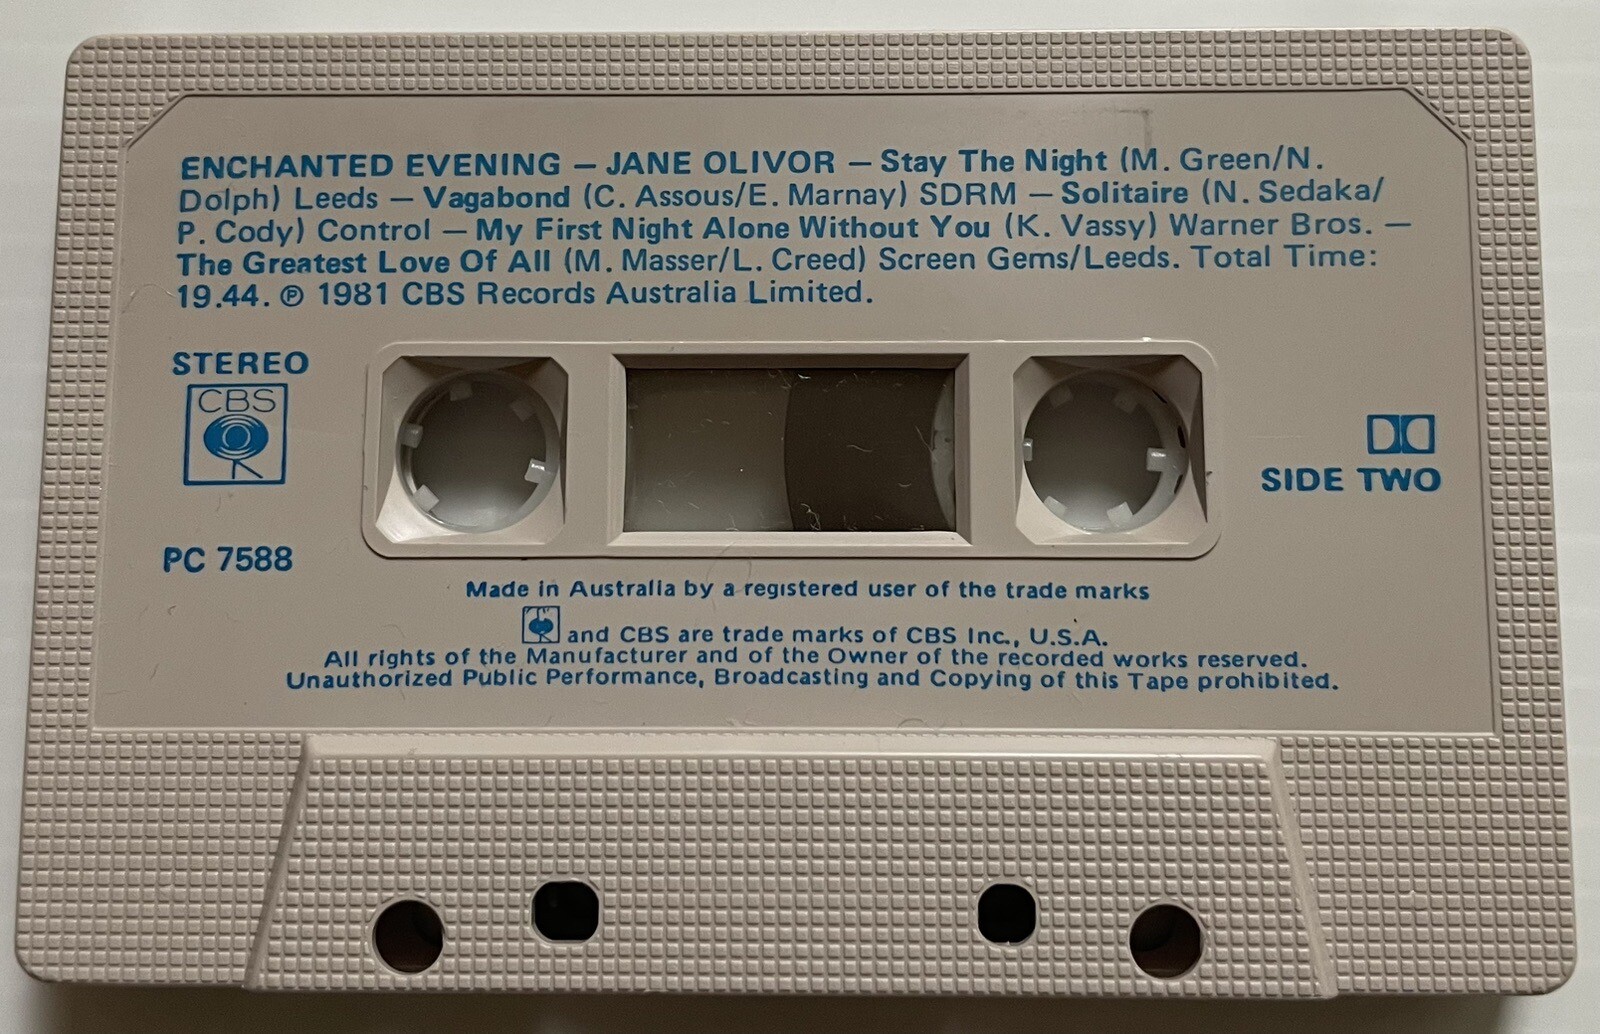 ENCHANTED EVENING — JANE OLIVOR — Stay The Night (M. Green/N.
Dolph) Leeds — Vagabond (C. Assous/E. Marnay) SDRM — Solitaire (N. Sedaka/
P. Cody) Control — My First Night Alone Without You (K. Vassy) Warner Bros. —
The Greatest Love Of All (M. Masser/L. Creed) Screen Gems/Leeds. Total Time:
19.44. ℗ 1981 CBS Records Australia Limited.
STEREO
CBS
SIDE TWO
PC 7588
Made in Australia by a registered user of the trade marks
and CBS are trade marks of CBS Inc., U.S.A.
All rights of the Manufacturer and of the Owner of the recorded works reserved.
Unauthorized Public Performance, Broadcasting and Copying of this Tape prohibited.